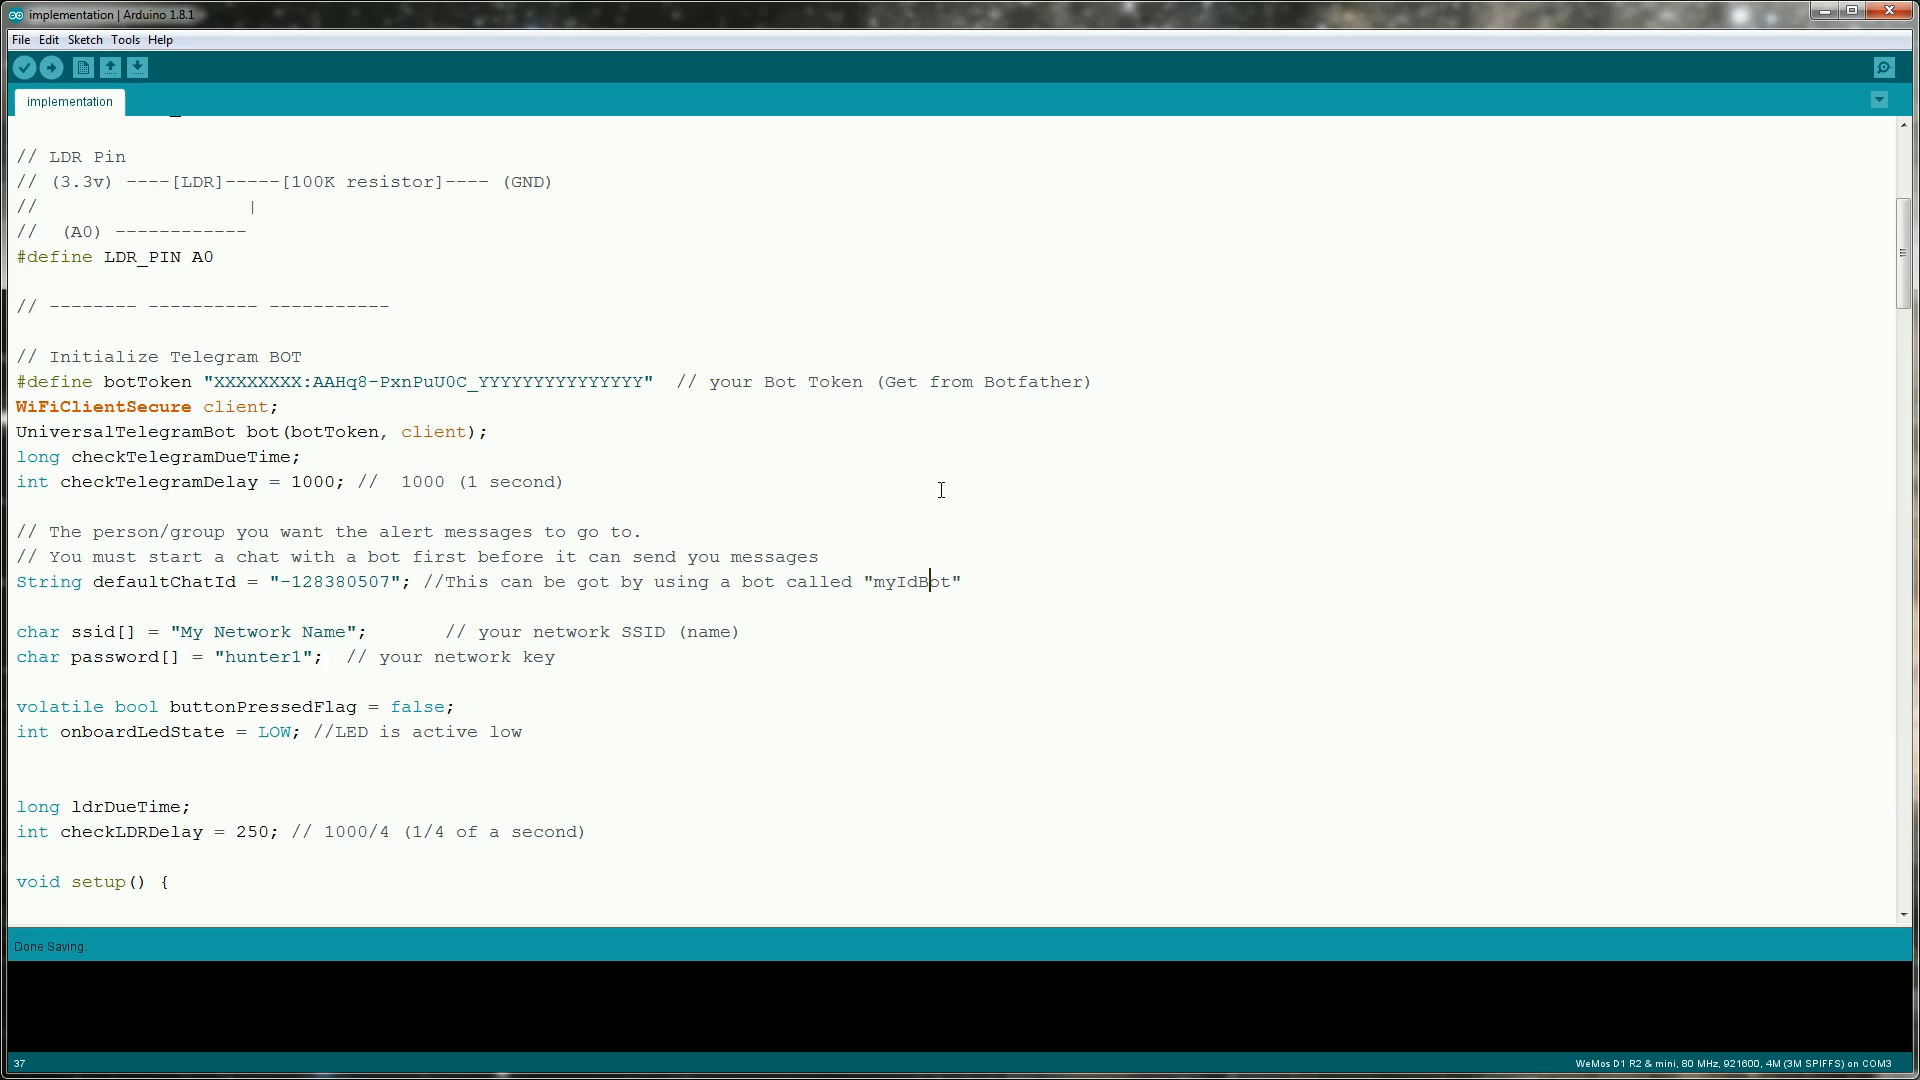 implementation | Arduino 1.8.1
File Edit Sketch Tools Help
implementation
// LDR Pin
// (3.3v) ----[LDR]-----[100K resistor]---- (GND)
//                    |
//  (A0) ------------
#define LDR_PIN A0
// -------- ---------- -----------
// Initialize Telegram BOT
#define botToken "XXXXXXXX:AAHq8-PxnPuU0C_YYYYYYYYYYYYYYY"  // your Bot Token (Get from Botfather)
WiFiClientSecure client;
UniversalTelegramBot bot(botToken, client);
long checkTelegramDueTime;
int checkTelegramDelay = 1000; //  1000 (1 second)
// The person/group you want the alert messages to go to.
// You must start a chat with a bot first before it can send you messages
String defaultChatId = "-128380507"; //This can be got by using a bot called "myIdBot"
char ssid[] = "My Network Name";       // your network SSID (name)
char password[] = "hunter1";  // your network key
volatile bool buttonPressedFlag = false;
int onboardLedState = LOW; //LED is active low
long ldrDueTime;
int checkLDRDelay = 250; // 1000/4 (1/4 of a second)
void setup() {
Done Saving.
37
WeMos D1 R2 & mini, 80 MHz, 921600, 4M (3M SPIFFS) on COM3